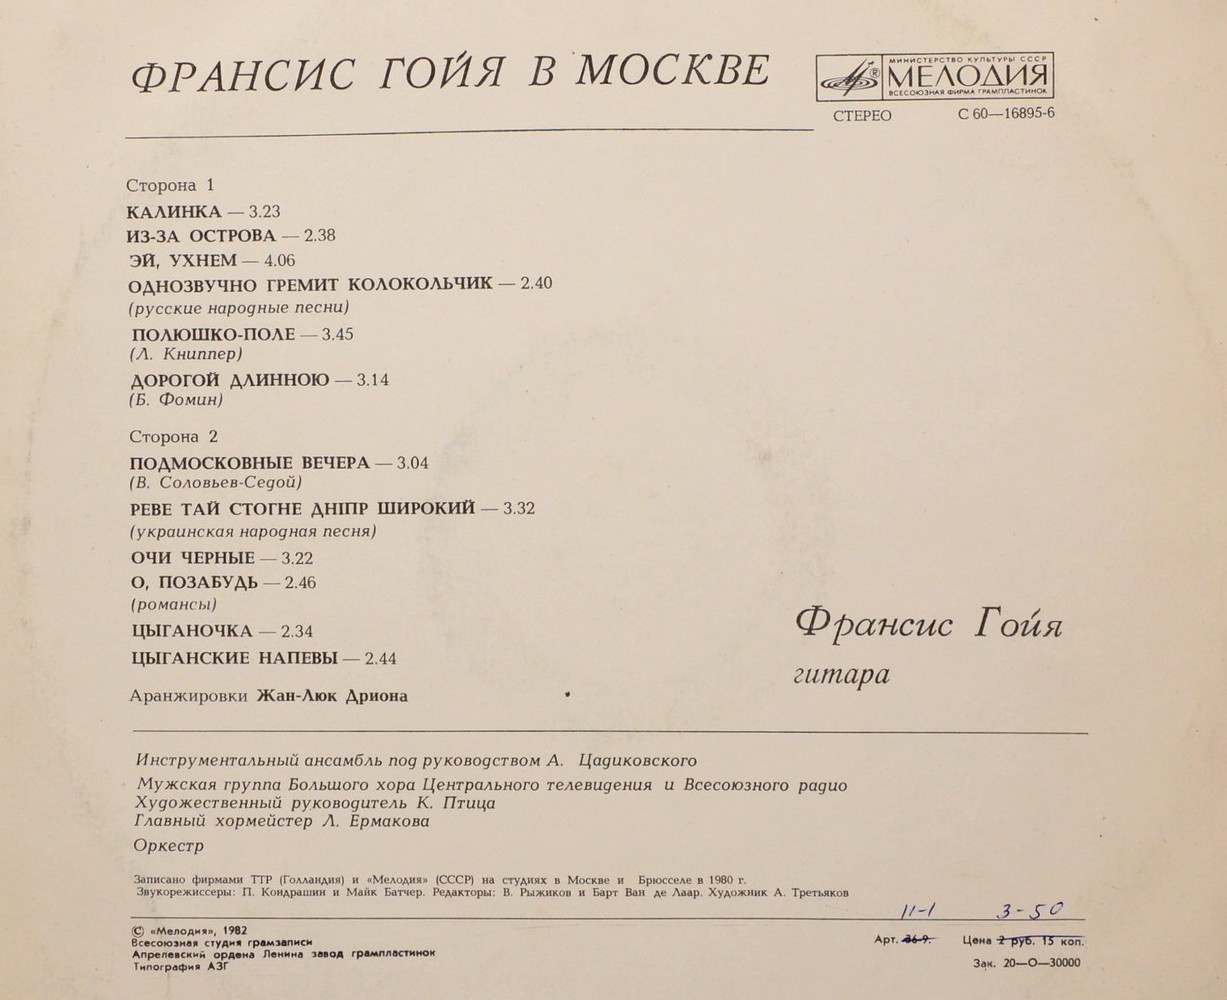 ФРАНСИС ГОЙЯ В МОСКВЕ
МИНИСТЕРСТВО КУЛЬТУРЫ СССР
® МЕЛОДИЯ
ВСЕСОЮЗНАЯ ФИРМА ГРАМПЛАСТИНОК
СТЕРЕО С 60—16895-6
Сторона 1
КАЛИНКА — 3.23
ИЗ-ЗА ОСТРОВА — 2.38
ЭЙ, УХНЕМ — 4.06
ОДНОЗВУЧНО ГРЕМИТ КОЛОКОЛЬЧИК — 2.40
(русские народные песни)
ПОЛЮШКО-ПОЛЕ — 3.45
(Л. Книппер)
ДОРОГОЙ ДЛИННОЮ — 3.14
(Б. Фомин)
Сторона 2
ПОДМОСКОВНЫЕ ВЕЧЕРА — 3.04
(В. Соловьев-Седой)
РЕВЕ ТАЙ СТОГНЕ ДНІПР ШИРОКИЙ — 3.32
(украинская народная песня)
ОЧИ ЧЕРНЫЕ — 3.22
О, ПОЗАБУДЬ — 2.46
(романсы)
ЦЫГАНОЧКА — 2.34
ЦЫГАНСКИЕ НАПЕВЫ — 2.44
Аранжировки Жан-Люк Дриона
Франсис Гойя
гитара
Инструментальный ансамбль под руководством А. Цадиковского
Мужская группа Большого хора Центрального телевидения и Всесоюзного радио
Художественный руководитель К. Птица
Главный хормейстер Л. Ермакова
Оркестр
Записано фирмами ТТР (Голландия) и «Мелодия» (СССР) на студиях в Москве и Брюсселе в 1980 г.
Звукорежиссеры: П. Кондрашин и Майк Батчер. Редакторы: В. Рыжиков и Барт Ван де Лаар. Художник А. Третьяков
11-1 3-50
© «Мелодия», 1982
Всесоюзная студия грамзаписи
Апрелевский ордена Ленина завод грампластинок
Типография АЗГ
Арт. 36-9. Цена 2 руб. 15 коп.
Зак. 20—О—30000